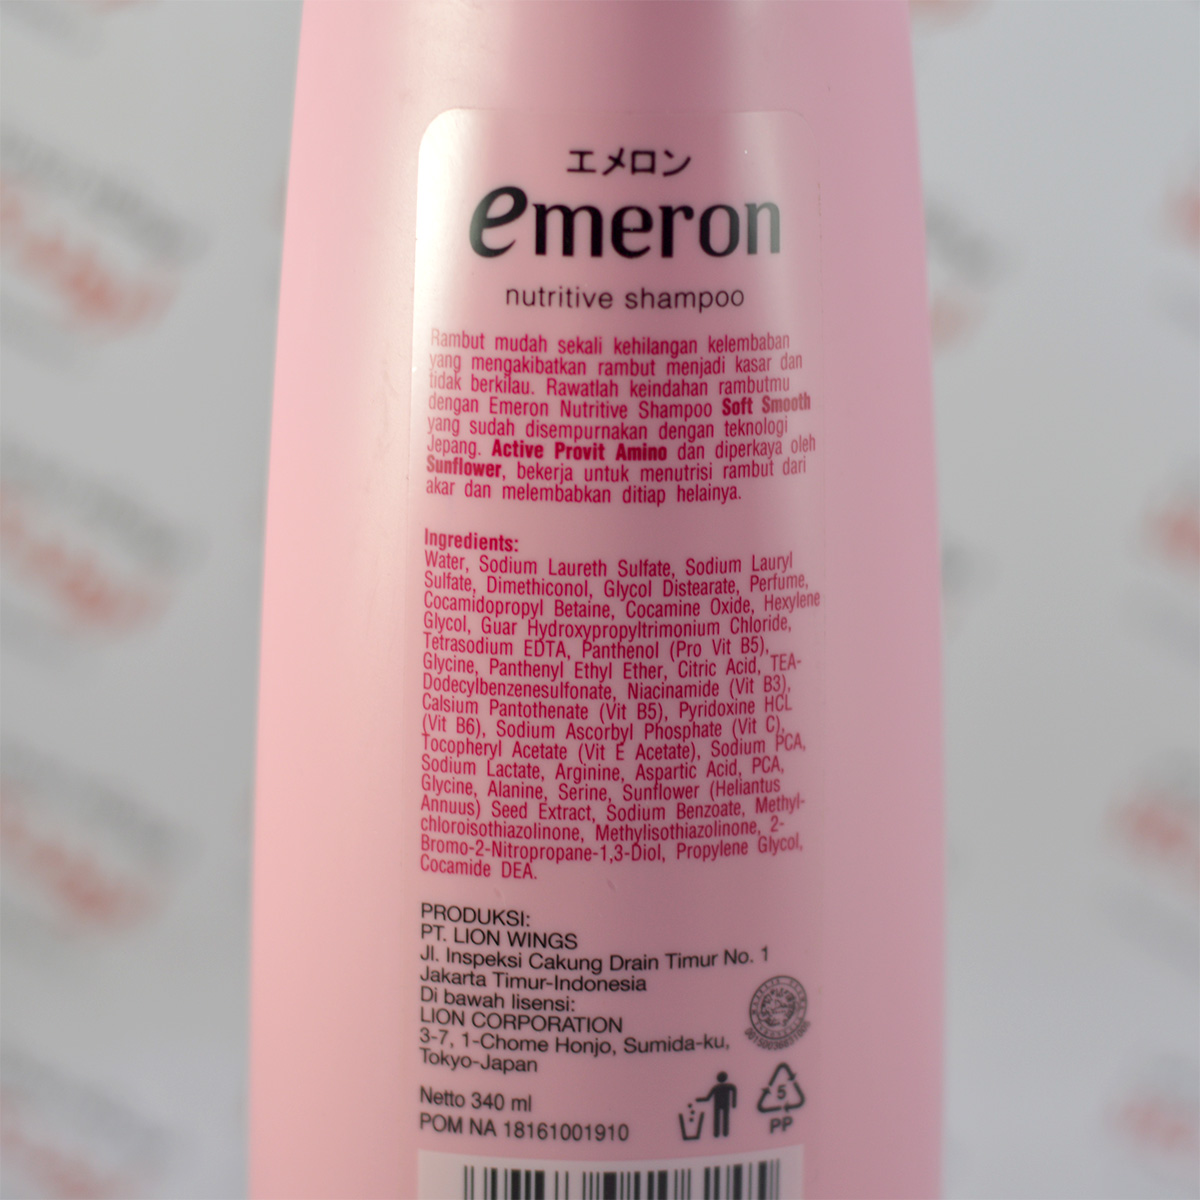 エメロン
emeron
nutritive shampoo
Rambut mudah sekali kehilangan kelembaban
yang mengakibatkan rambut menjadi kasar dan
tidak berkilau. Rawatlah keindahan rambutmu
dengan Emeron Nutritive Shampoo Soft Smooth
yang sudah disempurnakan dengan teknologi
Jepang. Active Provit Amino dan diperkaya oleh
Sunflower, bekerja untuk menutrisi rambut dari
akar dan melembabkan ditiap helainya.
Ingredients:
Water, Sodium Laureth Sulfate, Sodium Lauryl
Sulfate, Dimethiconol, Glycol Distearate, Perfume,
Cocamidopropyl Betaine, Cocamine Oxide, Hexylene
Glycol, Guar Hydroxypropyltrimonium Chloride,
Tetrasodium EDTA, Panthenol (Pro Vit B5),
Glycine, Panthenyl Ethyl Ether, Citric Acid, TEA-
Dodecylbenzenesulfonate, Niacinamide (Vit B3),
Calsium Pantothenate (Vit B5), Pyridoxine HCL
(Vit B6), Sodium Ascorbyl Phosphate (Vit C),
Tocopheryl Acetate (Vit E Acetate), Sodium PCA,
Sodium Lactate, Arginine, Aspartic Acid, PCA,
Glycine, Alanine, Serine, Sunflower (Heliantus
Annuus) Seed Extract, Sodium Benzoate, Methyl-
chloroisothiazolinone, Methylisothiazolinone, 2-
Bromo-2-Nitropropane-1,3-Diol, Propylene Glycol,
Cocamide DEA.
PRODUKSI:
PT. LION WINGS
Jl. Inspeksi Cakung Drain Timur No. 1
Jakarta Timur-Indonesia
Di bawah lisensi:
LION CORPORATION
3-7, 1-Chome Honjo, Sumida-ku,
Tokyo-Japan
Netto 340 ml
POM NA 18161001910
5
PP